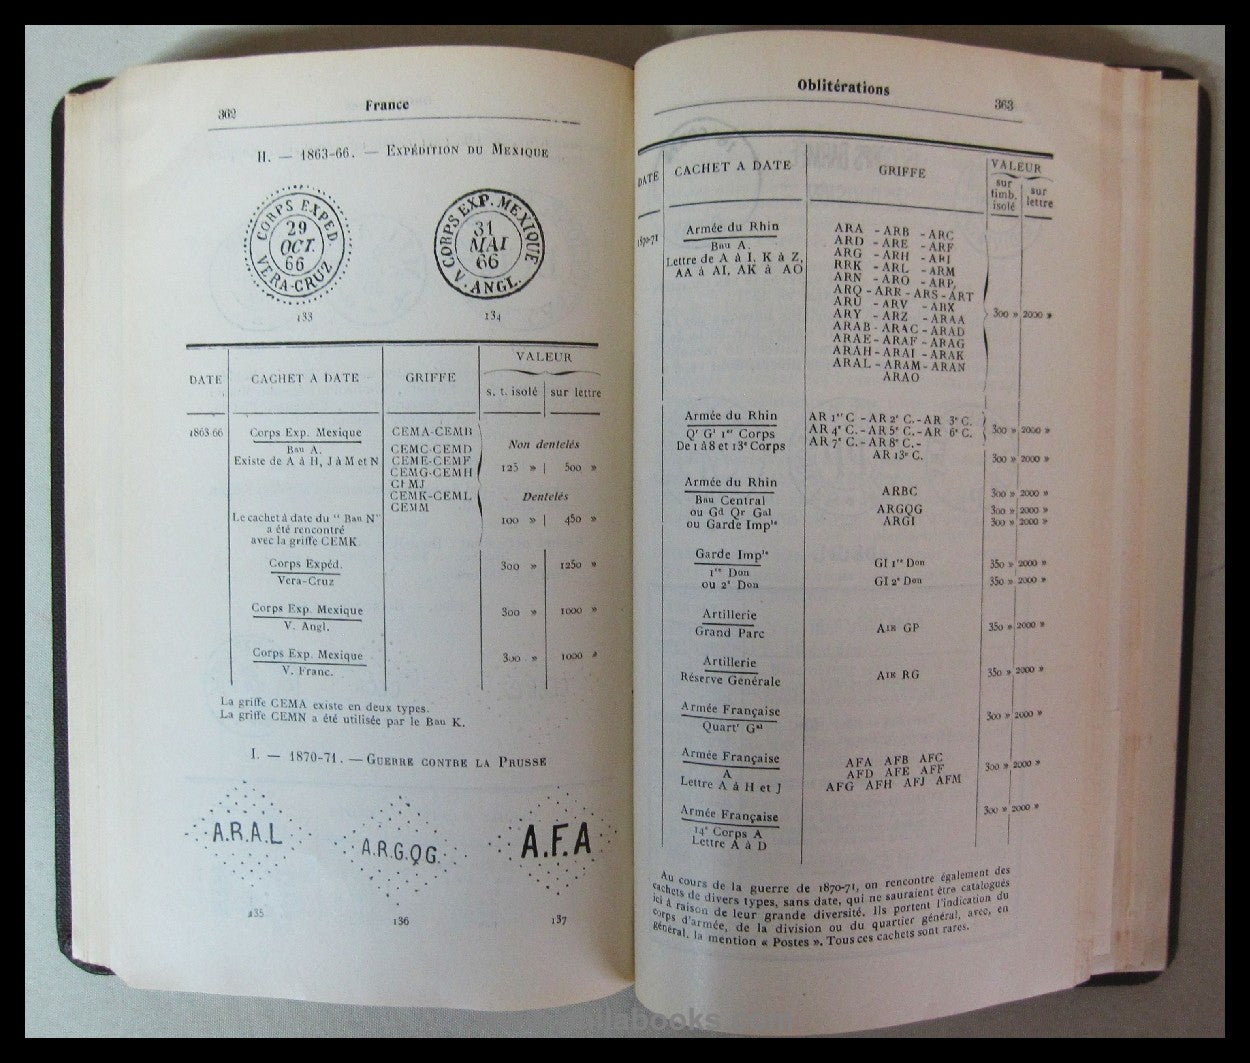 362
France
H. — 1863-66. — Expédition du Mexique
CORPS EXPED. VERA-CRUZ
29
OCT.
66
CORPS EXP. MEXIQUE V. ANGL.
31
MAI
66
133
134
DATE
CACHET A DATE
GRIFFE
VALEUR
s. t. isolé
sur lettre
1863 66
Corps Exp. Mexique
Bau A.
Existe de A à H, J à M et N
CEMA-CEMB
CEMC-CEMD
CEME-CEMF
CEMG-CEMH
CEMJ
CEMK-CEML
CEMM
Non dentelés
125 » 500 »
Dentelés
100 » 450 »
Le cachet à date du “ Bau N”
a été rencontré
avec la griffe CEMK
Corps Expéd.
Vera-Cruz
300 » 1250 »
Corps Exp. Mexique
V. Angl.
300 » 1000 »
Corps Exp. Mexique
V. Franc.
300 » 1000 »
La griffe CEMA existe en deux types.
La griffe CEMN a été utilisée par le Bau K.
I. — 1870-71. — Guerre contre la Prusse
A.R.A.L
A.R.G.Q.G.
A.F.A
135
136
137
Oblitérations
363
DATE
CACHET A DATE
GRIFFE
VALEUR
sur
timb.
isolé
sur
lettre
1870-71
Armée du Rhin
Bau A.
Lettre de A à I, K à Z,
AA à AI, AK à AO
ARA - ARB - ARC
ARD - ARE - ARF
ARG - ARH - ARI
RRK - ARL - ARM
ARN - ARO - ARP,
ARQ - ARR - ARS - ART
ARU - ARV - ARX
ARY - ARZ - ARAA
ARAB - ARAC - ARAD
ARAE - ARAF - ARAG
ARAH - ARAI - ARAK
ARAL - ARAM - ARAN
ARAO
300 » 2000 »
Armée du Rhin
Qr Gl 1er Corps
De 1 à 8 et 13e Corps
AR 1er C. - AR 2e C. - AR 3e C.
AR 4e C. - AR 5e C. - AR 6e C.
AR 7e C. - AR 8e C. -
AR 13e C.
300 » 2000 »
300 » 2000 »
Armée du Rhin
Bau Central
ou Gd Qr Gal
ou Garde Imple
ARBC
ARGQG
ARGI
300 » 2000 »
300 » 2000 »
300 » 2000 »
Garde Imple
1re Don
ou 2e Don
GI 1re Don
GI 2e Don
350 » 2000 »
350 » 2000 »
Artillerie
Grand Parc
AIR GP
350 » 2000 »
Artillerie
Réserve Générale
AIR RG
350 » 2000 »
Armée Française
Quartr Gal
300 » 2000 »
Armée Française
A
Lettre A à H et J
AFA AFB AFC
AFD AFE AFF
AFG AFH AFJ AFM
300 » 2000 »
Armée Française
14e Corps A
Lettre A à D
300 » 2000 »
Au cours de la guerre de 1870-71, on rencontre également des
cachets de divers types, sans date, qui ne sauraient être catalogués
ici à raison de leur grande diversité. Ils portent l'indication du
corps d'armée, de la division ou du quartier général, avec, en
général, la mention « Postes ». Tous ces cachets sont rares.